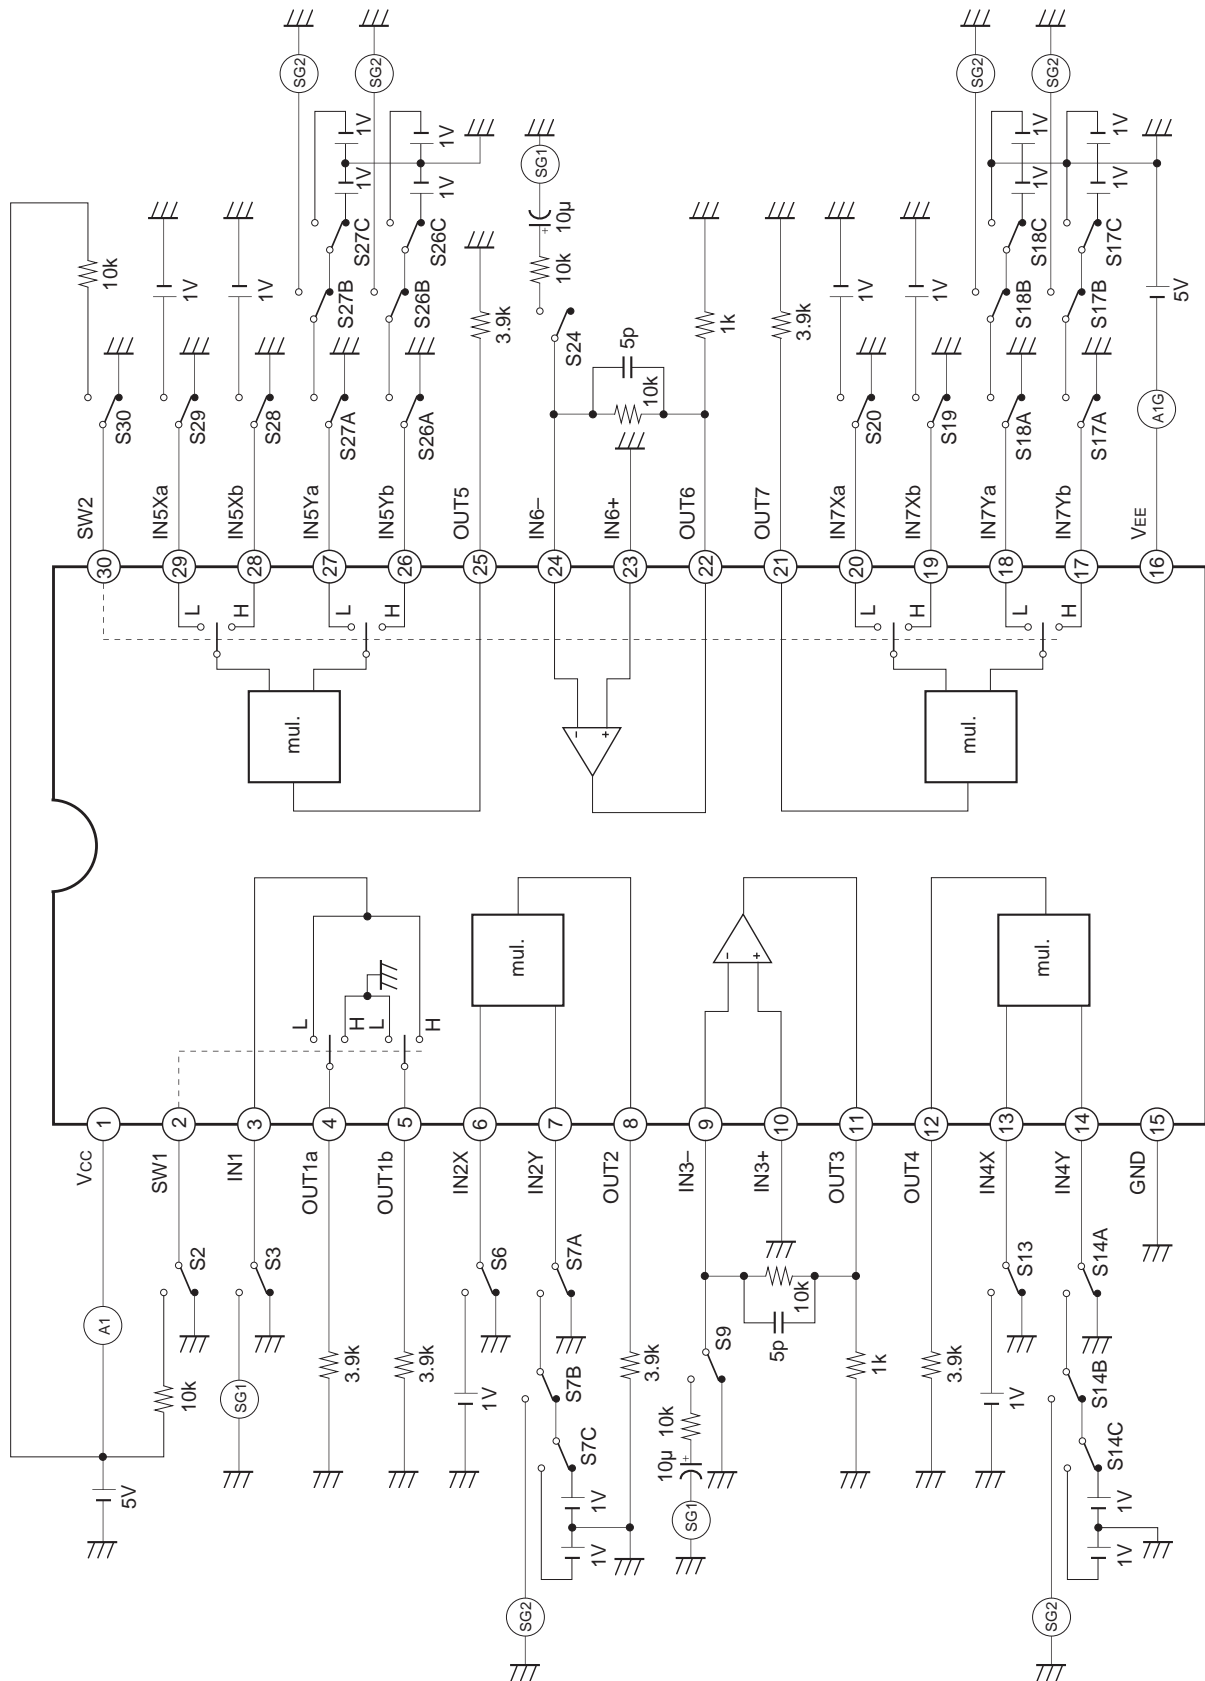 SG2
SG2
SG2
SG2
1V
1V
1V
1V
1V
1V
1V
1V
SG1
10µ
+
10k
10k
1V
1V
S27C
S26C
S27B
S26B
3.9k
S24
5p
10k
1k
3.9k
1V
1V
S18C
S17C
S18B
S17B
5V
S30
S29
S28
S27A
S26A
S20
S19
S18A
S17A
A1G
SW2
IN5Xa
IN5Xb
IN5Ya
IN5Yb
OUT5
IN6–
IN6+
OUT6
OUT7
IN7Xa
IN7Xb
IN7Ya
IN7Yb
VEE
30
29
28
27
26
25
24
23
22
21
20
19
18
17
16
L
H
L
H
L
H
L
H
mul.
–
+
mul.
mul.
–
+
mul.
L
H
L
H
1
2
3
4
5
6
7
8
9
10
11
12
13
14
15
VCC
SW1
IN1
OUT1a
OUT1b
IN2X
IN2Y
OUT2
IN3–
IN3+
OUT3
OUT4
IN4X
IN4Y
GND
S2
S3
S6
S7A
S13
S14A
A1
10k
SG1
3.9k
3.9k
S7B
3.9k
S9
10k
5p
1k
3.9k
S14B
1V
S7C
10k
10µ
+
1V
S14C
5V
1V
1V
SG1
1V
1V
SG2
SG2